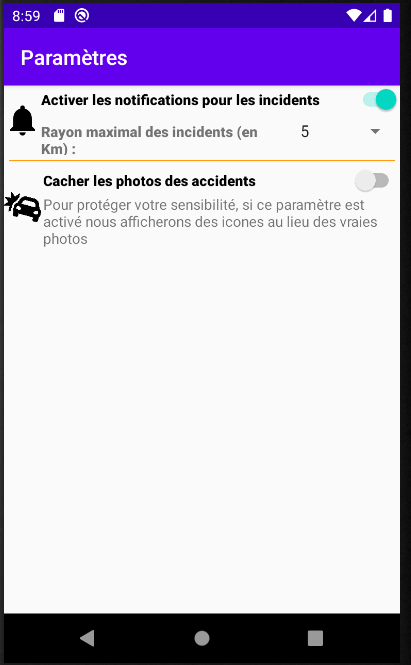 8:59
Paramètres
Activer les notifications pour les incidents
Rayon maximal des incidents (en
Km) :
5
Cacher les photos des accidents
Pour protéger votre sensibilité, si ce paramètre est
activé nous afficherons des icones au lieu des vraies
photos